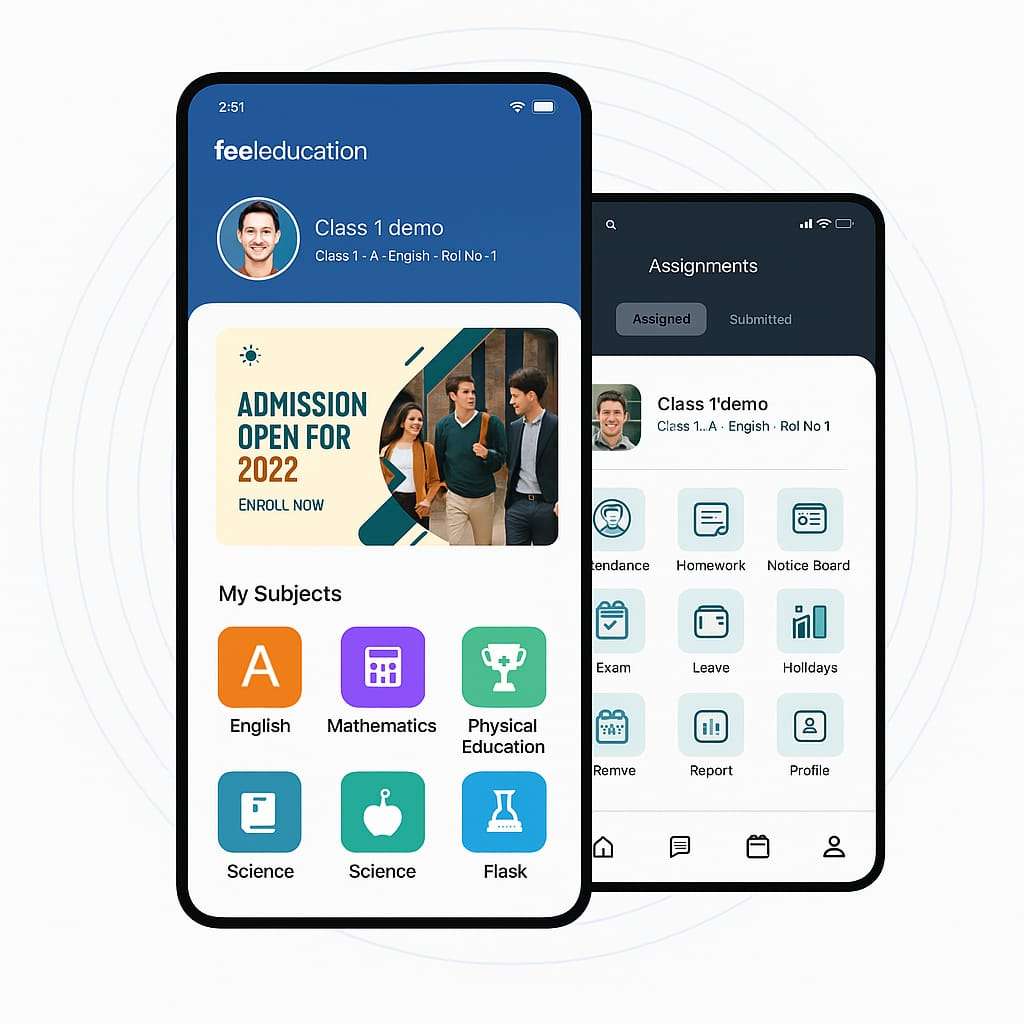 2:51
feeleducation
Class 1 demo
Class 1 - A - Engish - Rol No - 1
ADMISSION
OPEN FOR
2022
ENROLL NOW
My Subjects
A
English
Mathematics
Physical
Education
Science
Science
Flask
Assignments
Assigned
Submitted
Class 1'demo
Class 1..A · Engish · Rol No 1
tendance
Homework
Notice Board
Exam
Leave
Holldays
Remve
Report
Profile